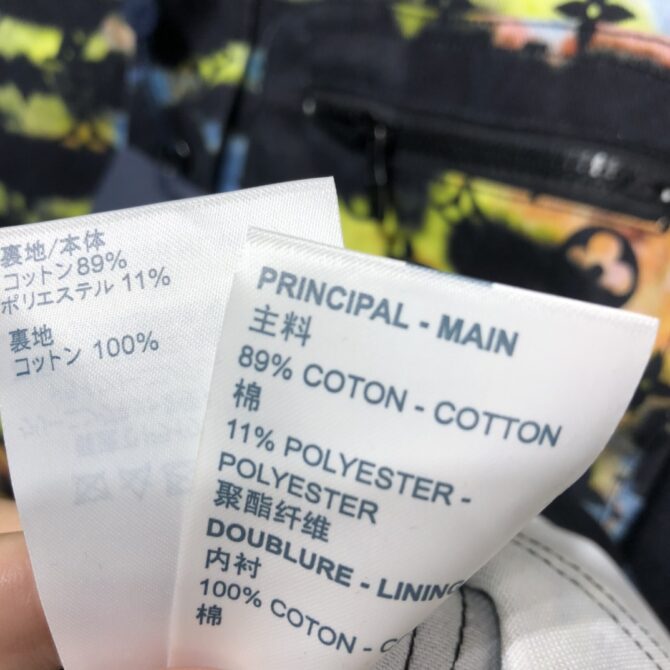 裏地/本体
コットン 89%
ポリエステル 11%
裏地
コットン 100%
PRINCIPAL - MAIN
主料
89% COTON - COTTON
棉
11% POLYESTER -
POLYESTER
聚酯纤维
DOUBLURE - LINING
内衬
100% COTON - C
棉